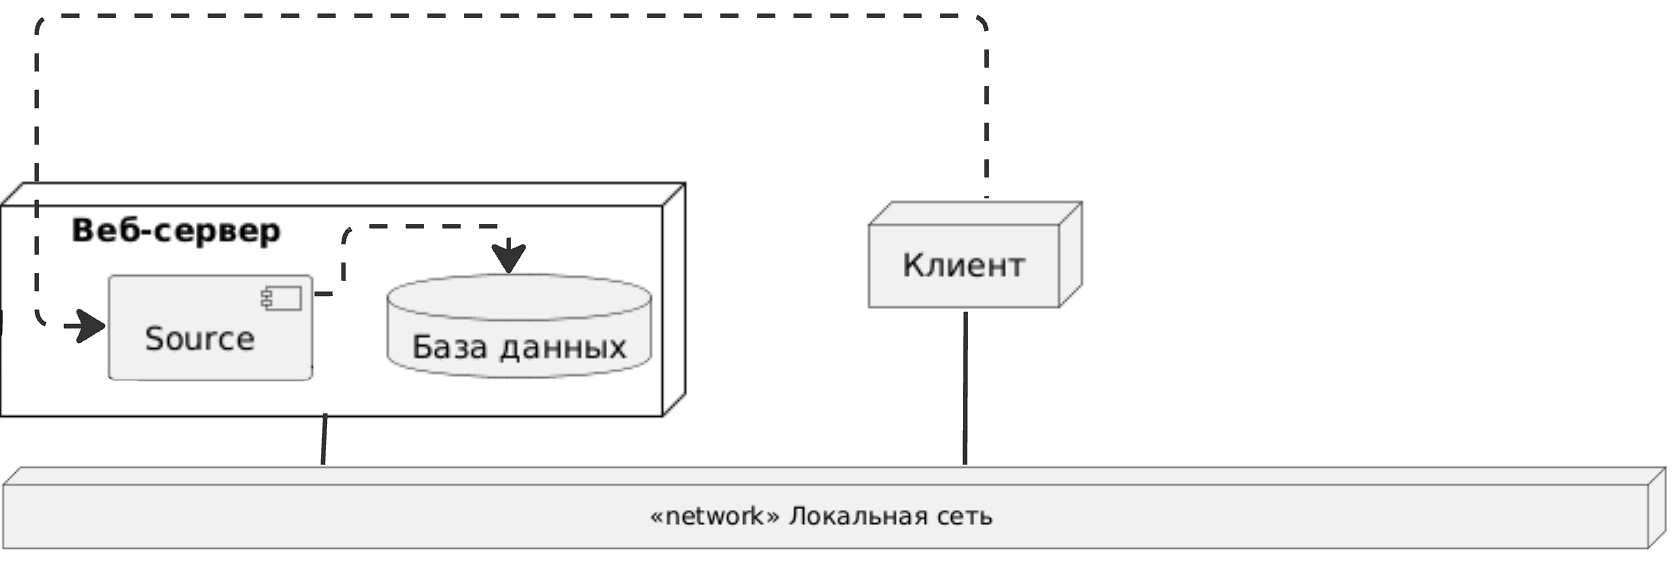 Веб-сервер
Source
База данных
Клиент
«network» Локальная сеть